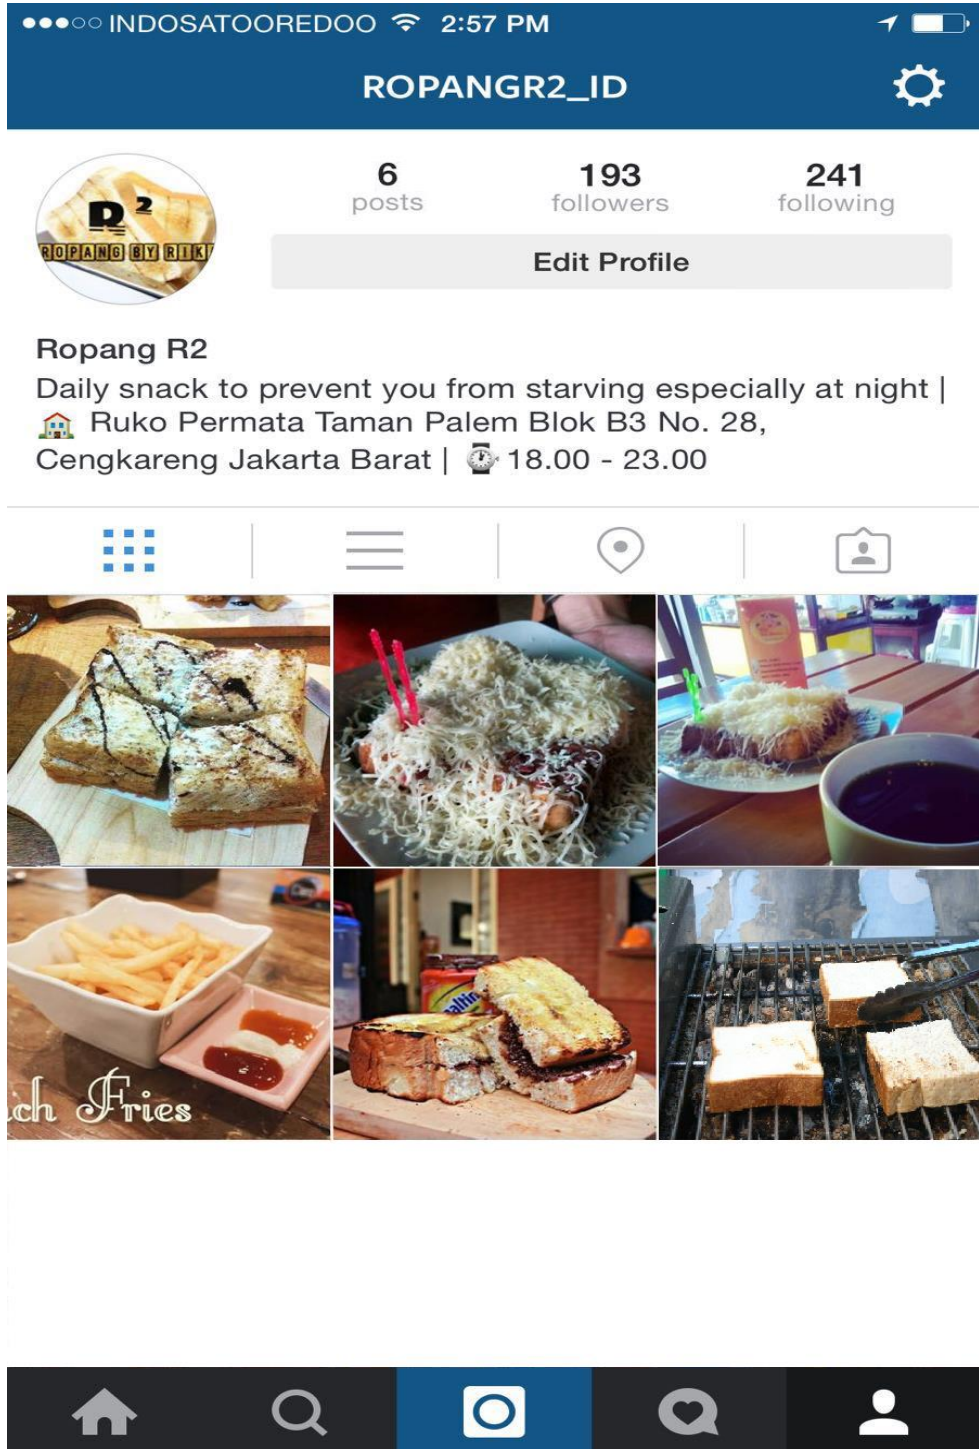 INDOSATOOREDOO 2:57 PM
ROPANGR2_ID
6 193 241
posts followers following
R 2
ROPANG BY RIK
Edit Profile
Ropang R2
Daily snack to prevent you from starving especially at night |
Ruko Permata Taman Palem Blok B3 No. 28,
Cengkareng Jakarta Barat | 18.00 - 23.00
ch Fries